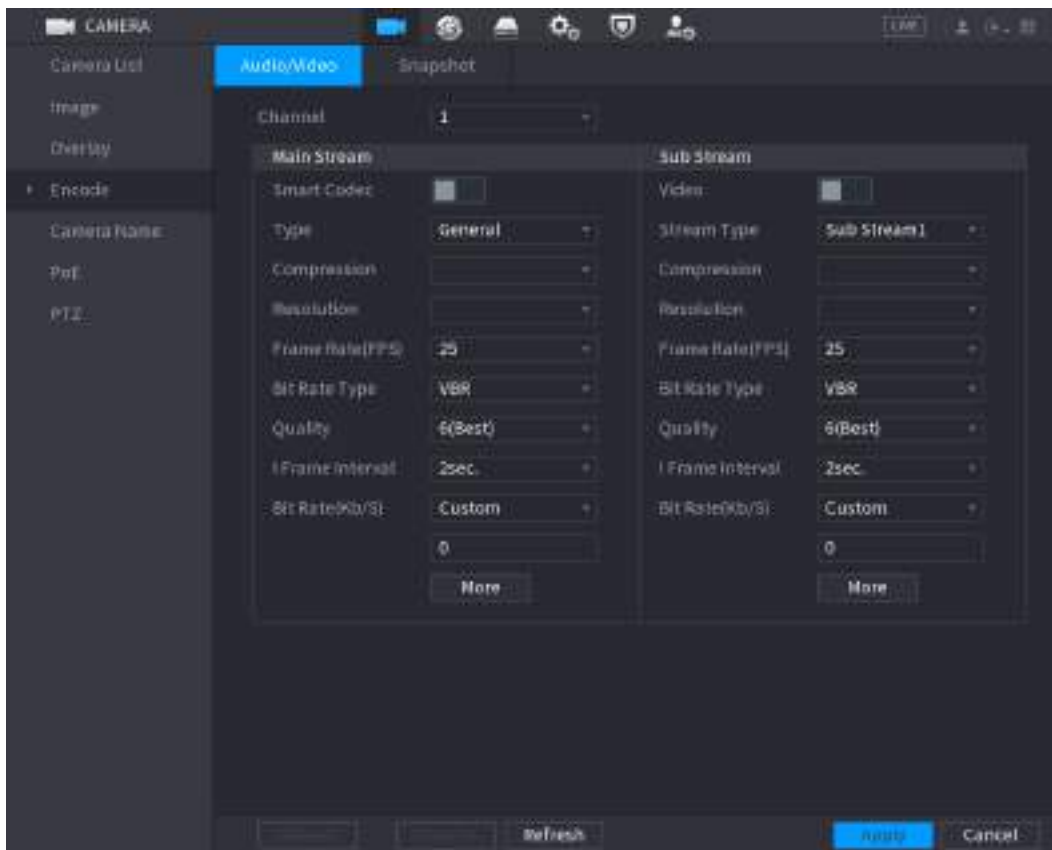 CAMERA LIVE
Camera List
Image
Overlay
Encode
Camera Name
PoE
PTZ
Audio/Video Snapshot
Channel 1
Main Stream Sub Stream
Smart Codec Video
Type General Stream Type Sub Stream1
Compression Compression
Resolution Resolution
Frame Rate(FPS) 25 Frame Rate(FPS) 25
Bit Rate Type VBR Bit Rate Type VBR
Quality 6(Best) Quality 6(Best)
I Frame Interval 2sec. I Frame Interval 2sec.
Bit Rate(Kb/S) Custom Bit Rate(Kb/S) Custom
0 0
More More
Refresh Apply Cancel